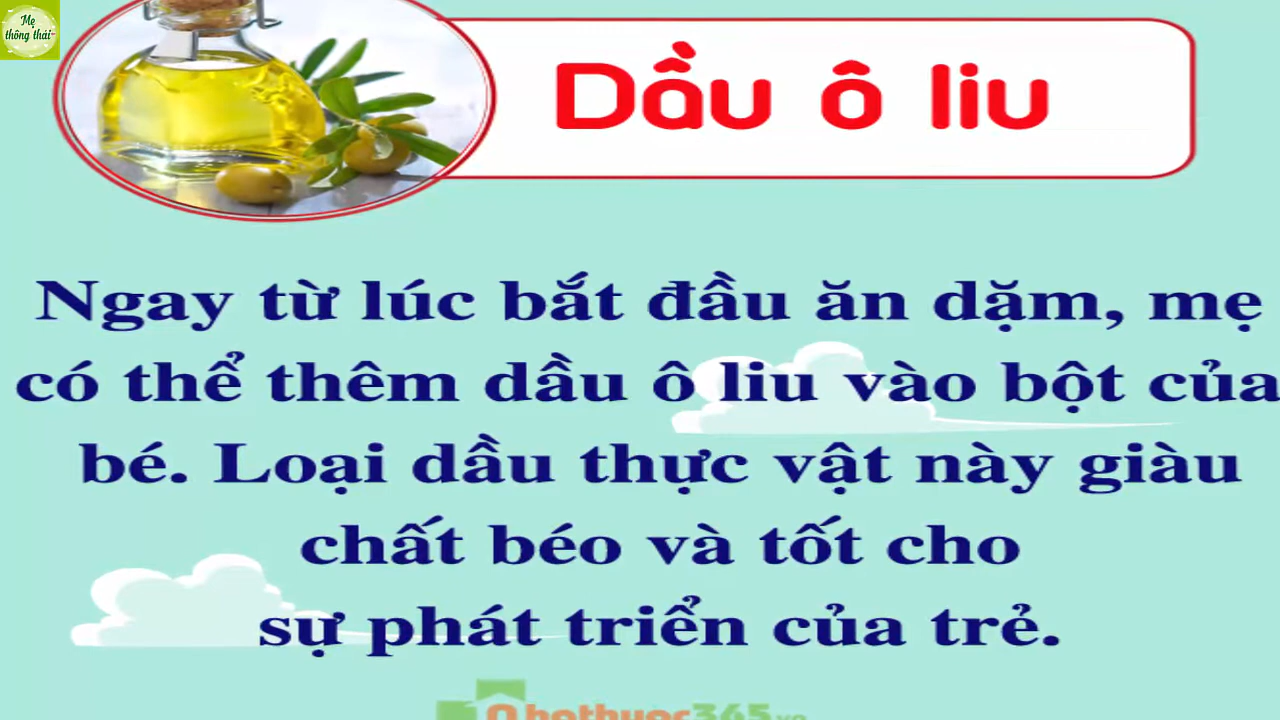 Mẹ
thông thái
Dầu ô liu
Ngay từ lúc bắt đầu ăn dặm, mẹ
có thể thêm dầu ô liu vào bột của
bé. Loại dầu thực vật này giàu
chất béo và tốt cho
sự phát triển của trẻ.